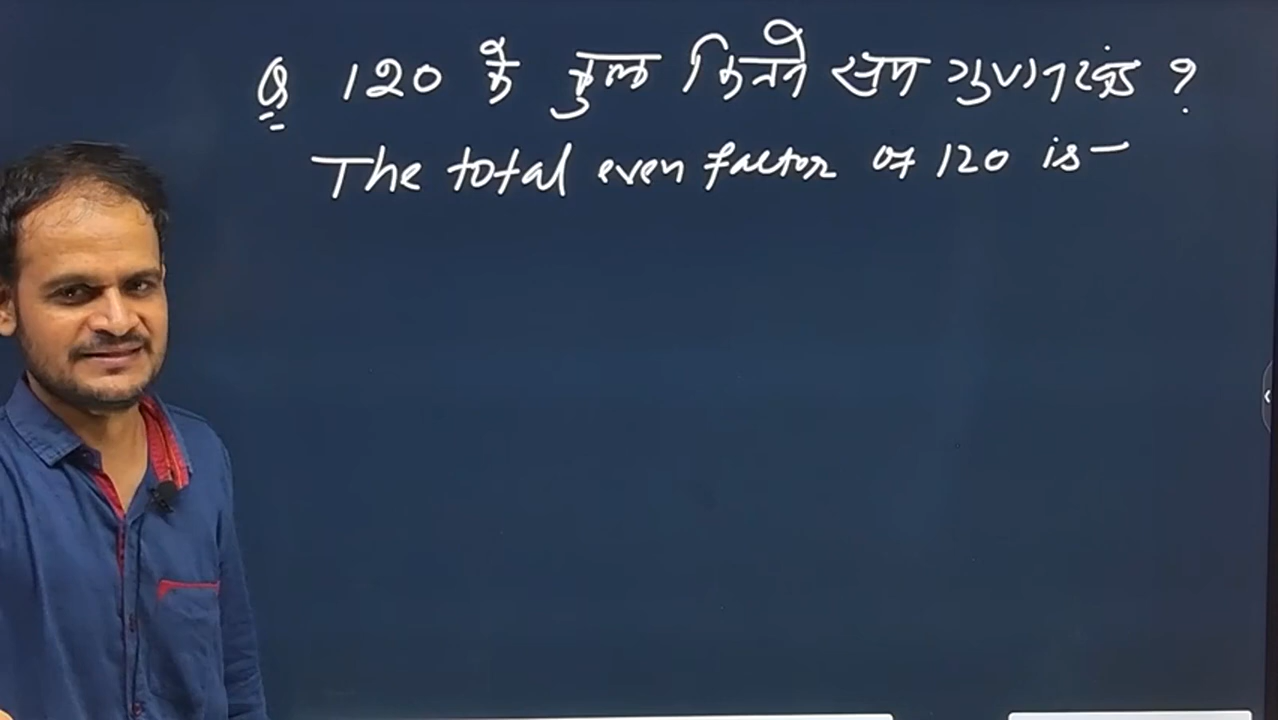 Q 120 के कुल कितने सम गुणनखंड ?
The total even factor of 120 is -